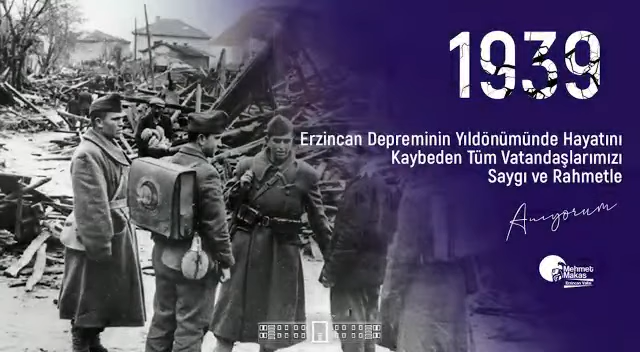 1939
Erzincan Depreminin Yıldönümünde Hayatını
Kaybeden Tüm Vatandaşlarımızı
Saygı ve Rahmetle
Anıyorum
Mehmet
Makas
Erzincan Valisi